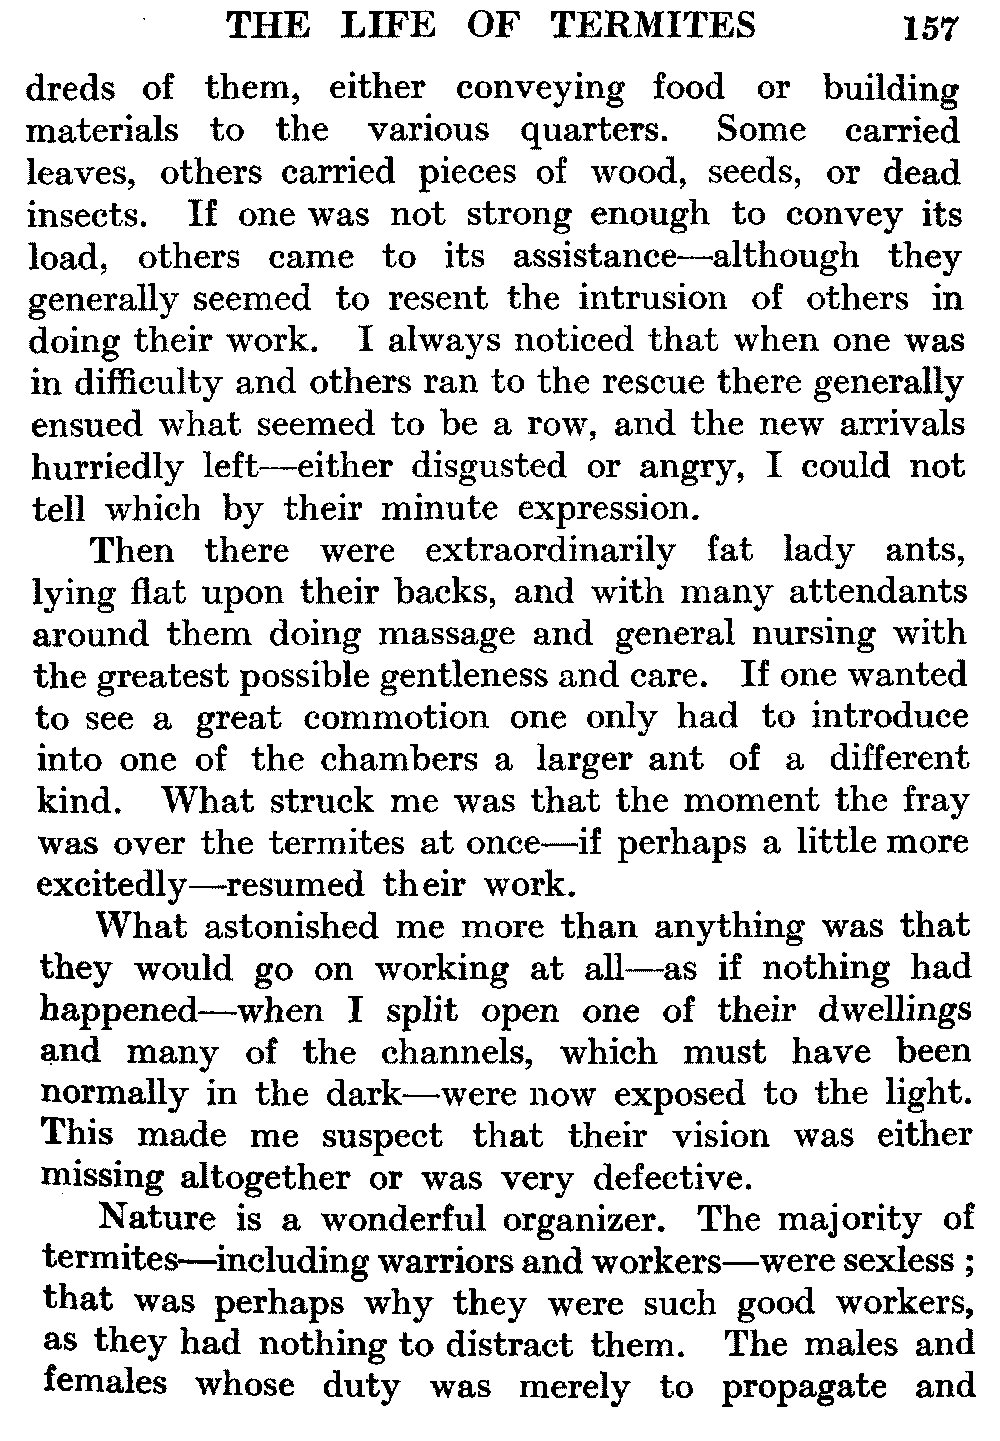 THE LIFE OF TERMITES 157
dreds of them, either conveying food or building
materials to the various quarters. Some carried
leaves, others carried pieces of wood, seeds, or dead
insects. If one was not strong enough to convey its
load, others came to its assistance—although they
generally seemed to resent the intrusion of others in
doing their work. I always noticed that when one was
in difficulty and others ran to the rescue there generally
ensued what seemed to be a row, and the new arrivals
hurriedly left—either disgusted or angry, I could not
tell which by their minute expression.
Then there were extraordinarily fat lady ants,
lying flat upon their backs, and with many attendants
around them doing massage and general nursing with
the greatest possible gentleness and care. If one wanted
to see a great commotion one only had to introduce
into one of the chambers a larger ant of a different
kind. What struck me was that the moment the fray
was over the termites at once—if perhaps a little more
excitedly—resumed their work.
What astonished me more than anything was that
they would go on working at all—as if nothing had
happened—when I split open one of their dwellings
and many of the channels, which must have been
normally in the dark—were now exposed to the light.
This made me suspect that their vision was either
missing altogether or was very defective.
Nature is a wonderful organizer. The majority of
termites—including warriors and workers—were sexless ;
that was perhaps why they were such good workers,
as they had nothing to distract them. The males and
females whose duty was merely to propagate and